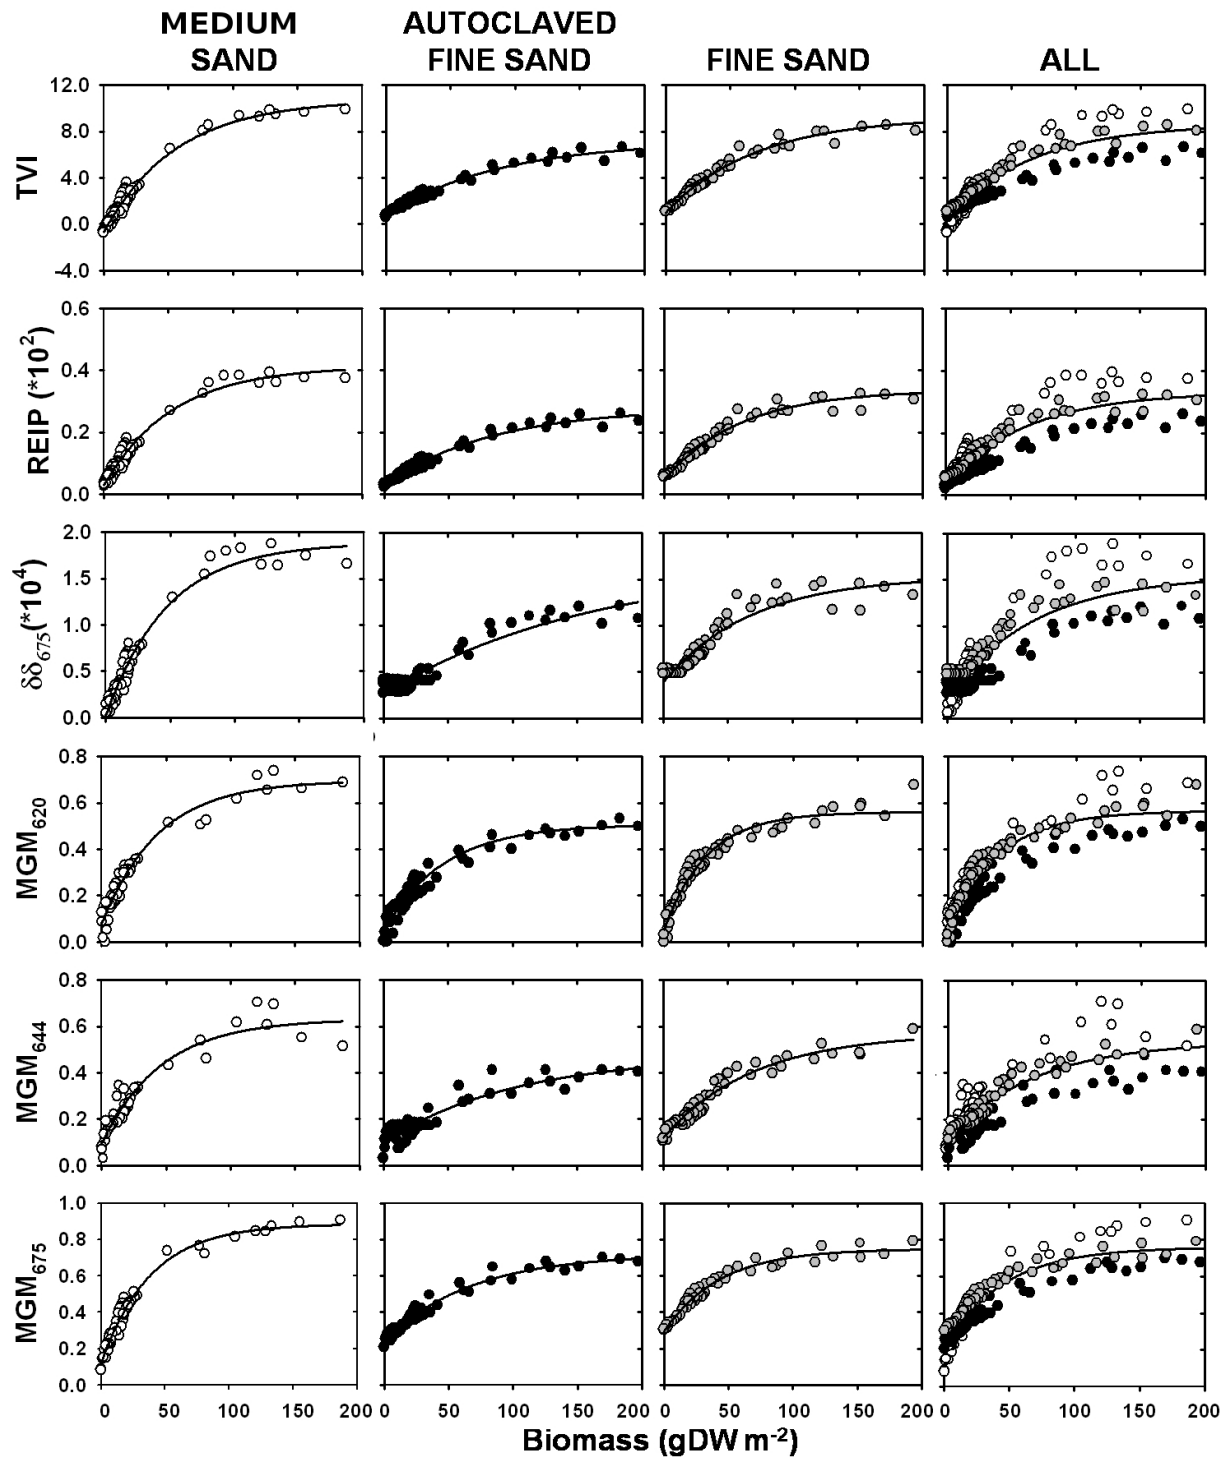 MEDIUM
SAND
AUTOCLAVED
FINE SAND
FINE SAND
ALL
12.0
8.0
4.0
0.0
-4.0
TVI
0.6
0.4
0.2
0.0
REIP (*10²)
2.0
1.5
1.0
0.5
0.0
δδ₆₇₅(*10⁴)
0.8
0.6
0.4
0.2
0.0
MGM₆₂₀
0.8
0.6
0.4
0.2
0.0
MGM₆₄₄
1.0
0.8
0.6
0.4
0.2
0.0
MGM₆₇₅
0 50 100 150 200
0 50 100 150 200
0 50 100 150 200
0 50 100 150 200
Biomass (gDW m⁻²)